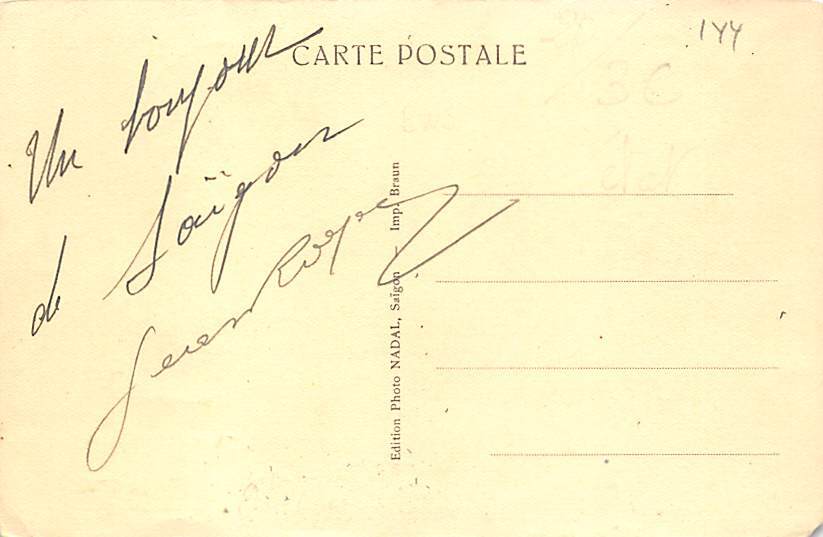 CARTE POSTALE
144
Un bonjour
de Saïgon
Edition Photo NADAL, Saïgon - Imp. Braun